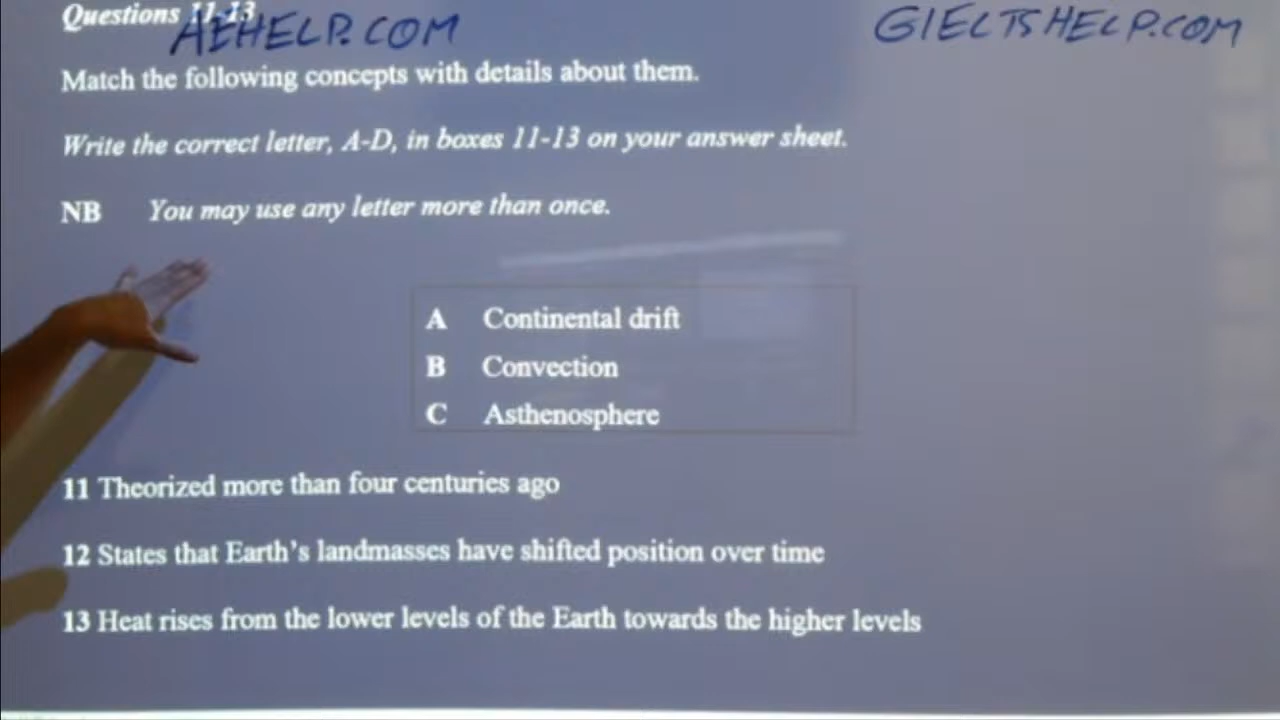 Questions 11-13
AEHELP.COM
GIELTSHELP.COM
Match the following concepts with details about them.
Write the correct letter, A-D, in boxes 11-13 on your answer sheet.
NB You may use any letter more than once.
A Continental drift
B Convection
C Asthenosphere
11 Theorized more than four centuries ago
12 States that Earth's landmasses have shifted position over time
13 Heat rises from the lower levels of the Earth towards the higher levels